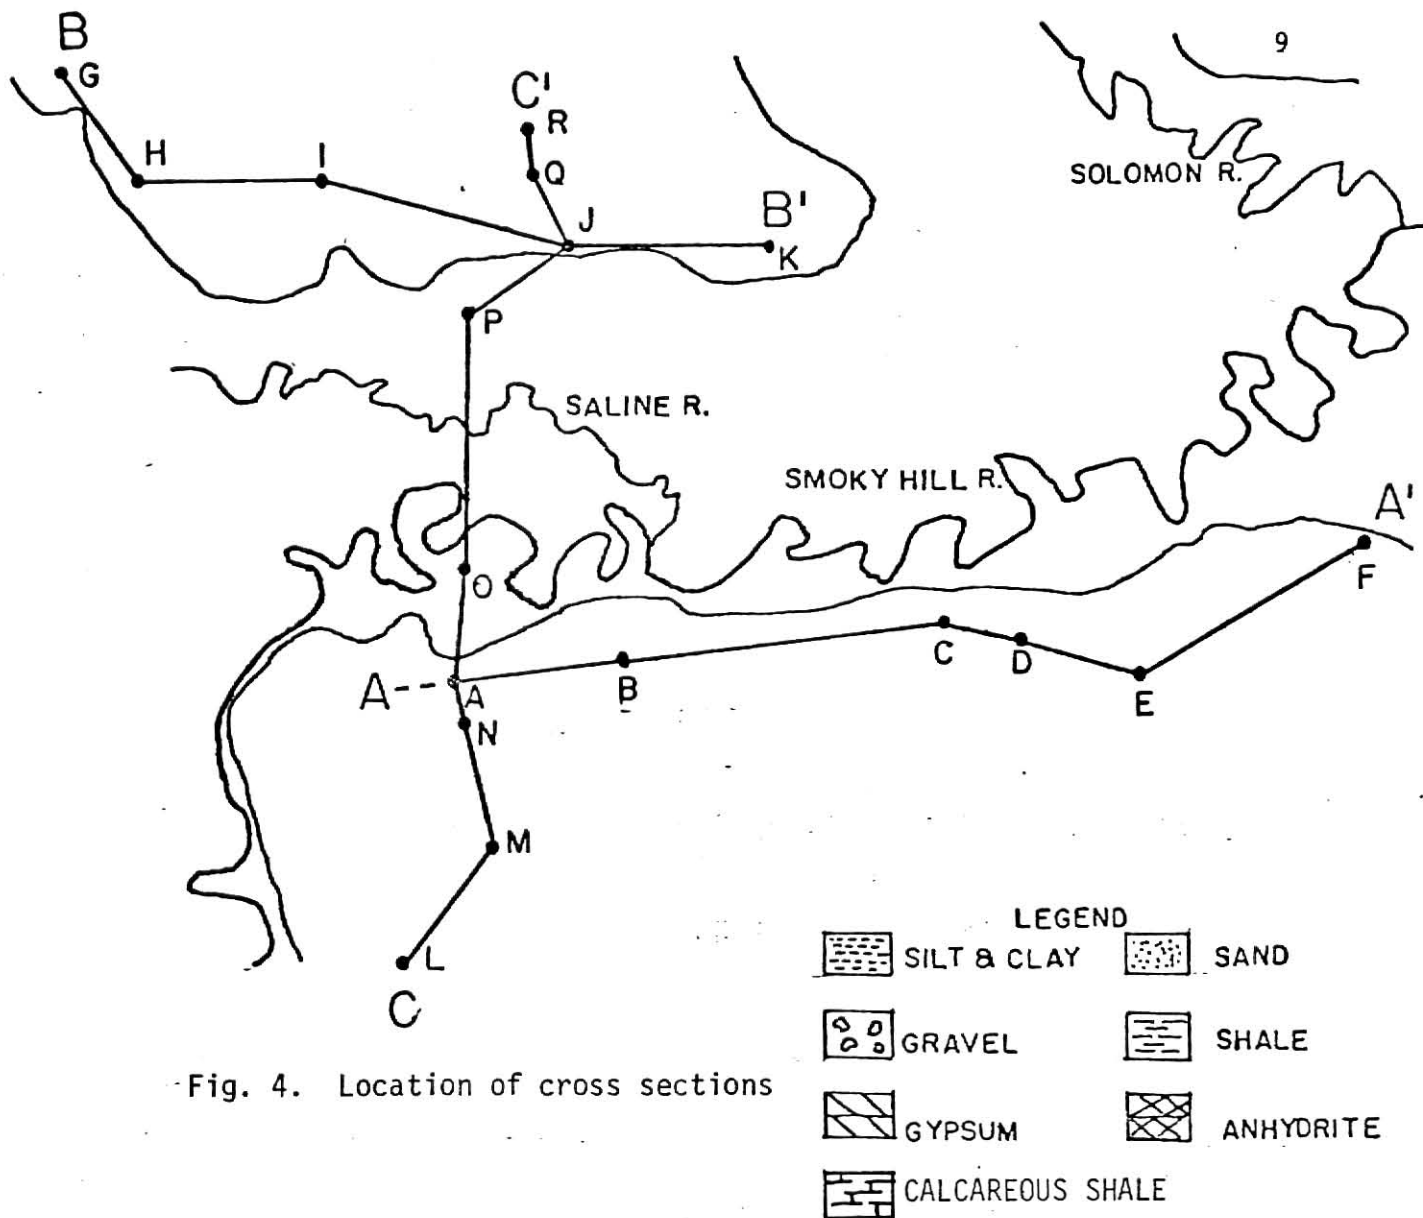 9
B
G
C'
R
H
I
Q
SOLOMON R.
J
B'
K
P
SALINE R.
SMOKY HILL R.
A'
O
F
C
D
A--
A
B
E
N
M
L
C
LEGEND
SILT & CLAY
SAND
GRAVEL
SHALE
GYPSUM
ANHYDRITE
CALCAREOUS SHALE
Fig. 4. Location of cross sections